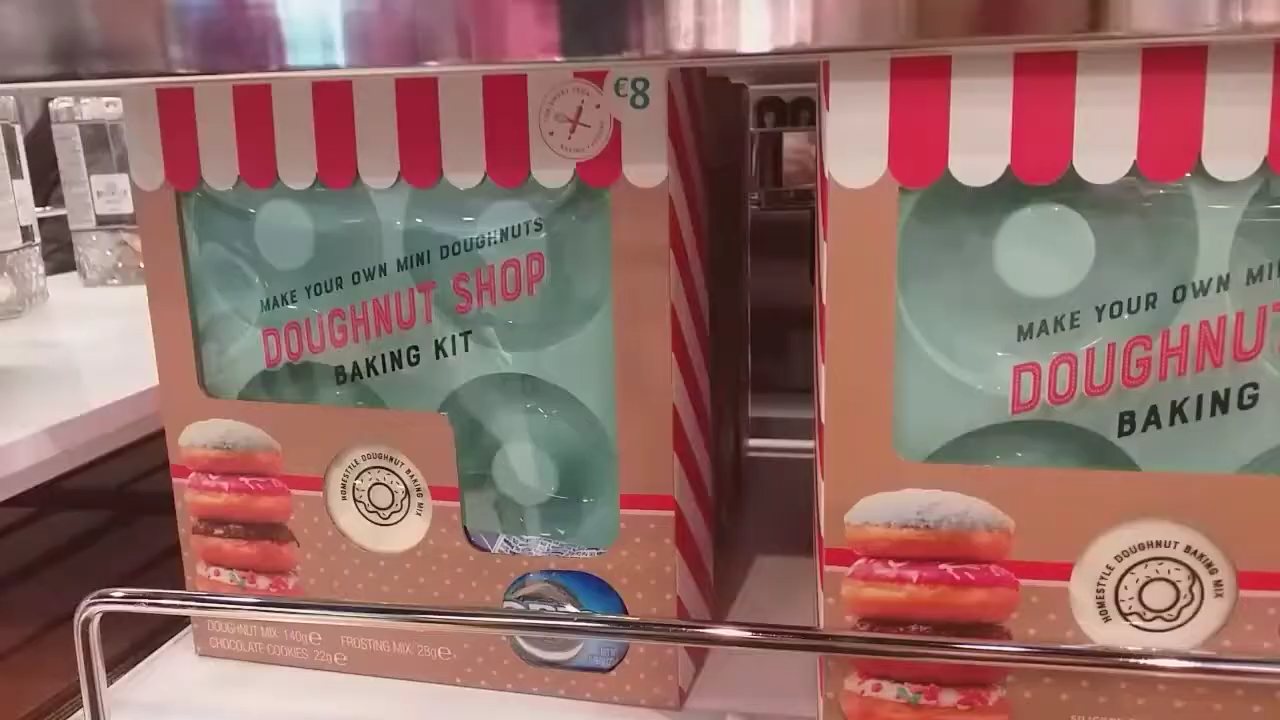 €8
MAKE YOUR OWN MINI DOUGHNUTS
DOUGHNUT SHOP
BAKING KIT
HOMESTYLE DOUGHNUT BAKING MIX
DOUGHNUT MIX: 140g℮ FROSTING MIX: 28g℮
CHOCOLATE COOKIES: 22g℮
MAKE YOUR OWN MI
DOUGHNUT
BAKING
HOMESTYLE DOUGHNUT BAKING MIX